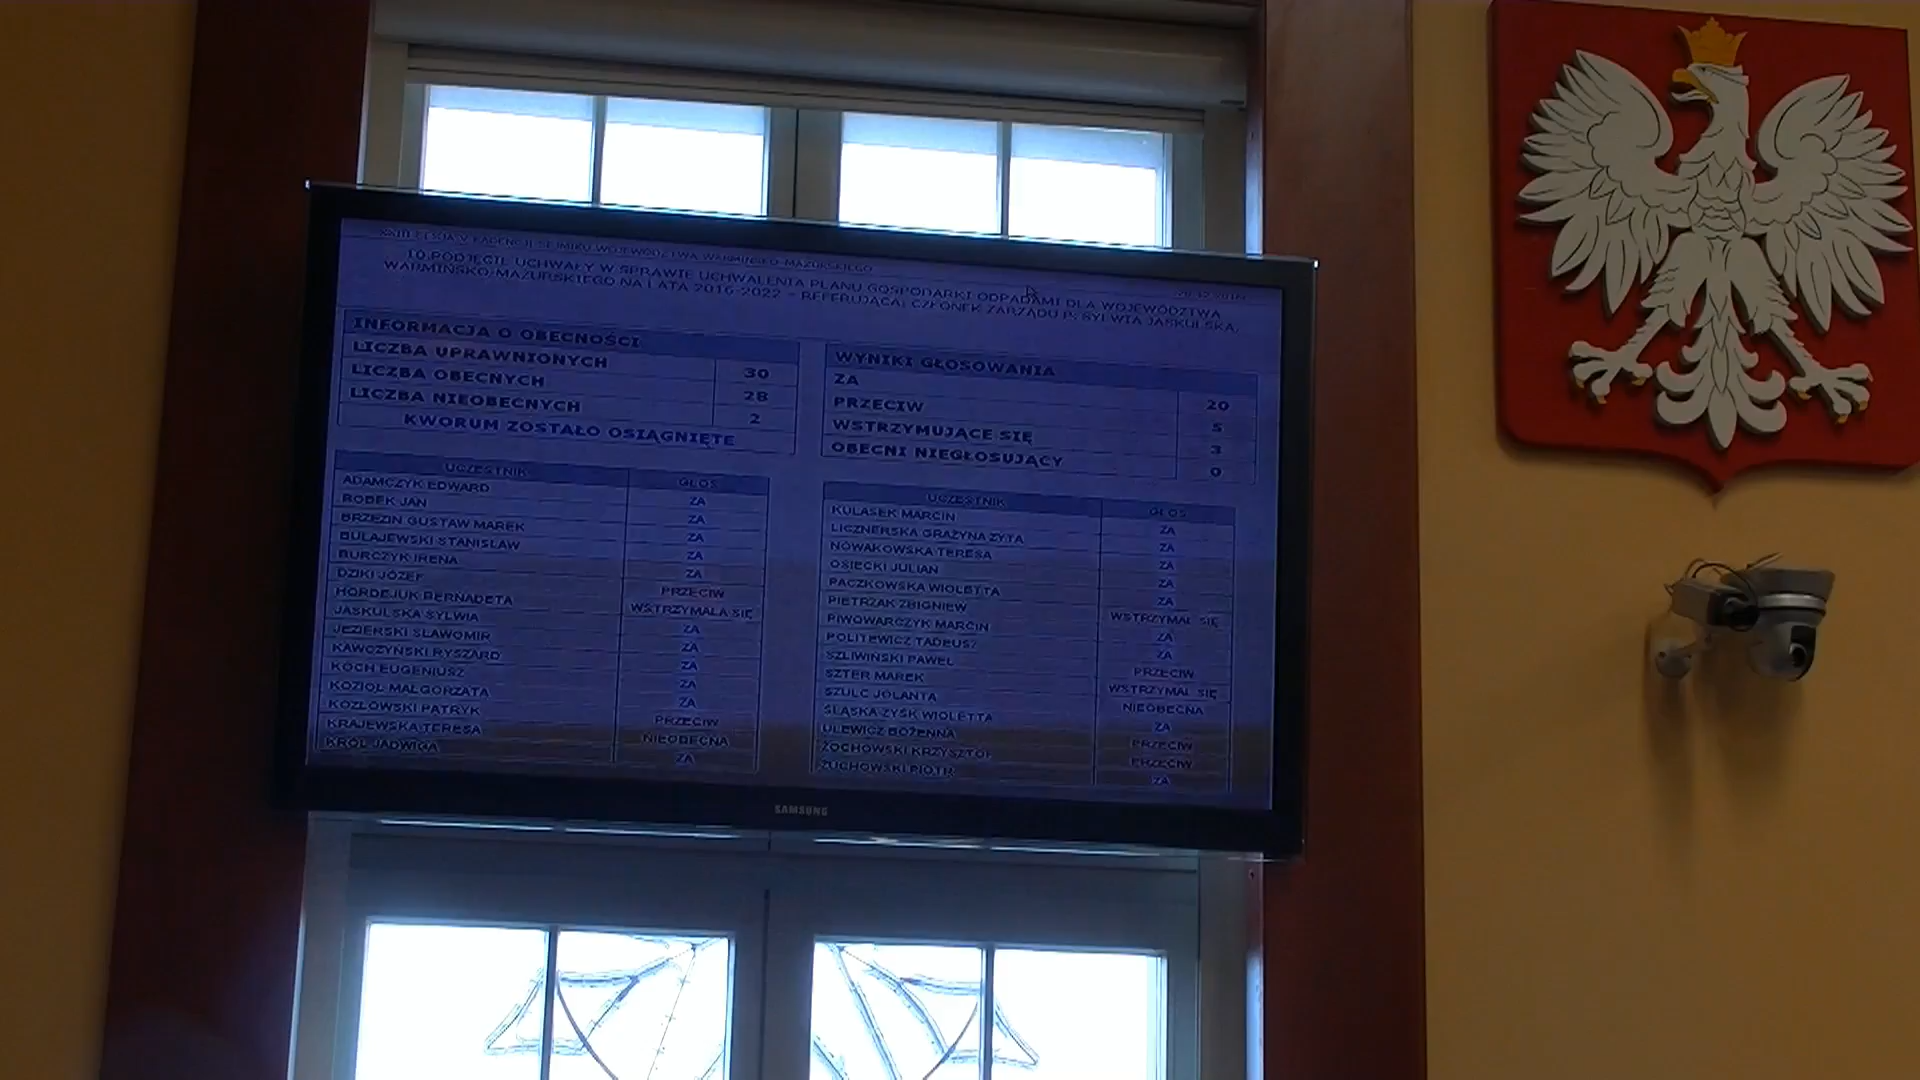 SEJMIKU WOJEWÓDZTWA WARMIŃSKO-MAZURSKIEGO
10.PODJĘCIE UCHWAŁY W SPRAWIE UCHWALENIA PLANU GOSPODARKI ODPADAMI DLA WOJEWÓDZTWA
WARMIŃSKO-MAZURSKIEGO NA LATA 2016-2022 - REFERUJĄCA: CZŁONEK ZARZĄDU P. SYLWIA JASKULSKA.
INFORMACJA O OBECNOŚCI
LICZBA UPRAWNIONYCH 30
LICZBA OBECNYCH 28
LICZBA NIEOBECNYCH 2
KWORUM ZOSTAŁO OSIĄGNIĘTE
WYNIKI GŁOSOWANIA
ZA 20
PRZECIW 5
WSTRZYMUJĄCE SIĘ 3
OBECNI NIEGŁOSUJĄCY 0
UCZESTNIK GŁOS
ADAMCZYK EDWARD ZA
BOBEK JAN ZA
BRZEZIN GUSTAW MAREK ZA
BUŁAJEWSKI STANISŁAW ZA
BURCZYK IRENA ZA
DZIKI JÓZEF PRZECIW
HORDEJUK BERNADETA WSTRZYMAŁA SIĘ
JASKULSKA SYLWIA ZA
JEZIERSKI SŁAWOMIR ZA
KAWCZYŃSKI RYSZARD ZA
KOCH EUGENIUSZ ZA
KOZIOŁ MAŁGORZATA ZA
KOZŁOWSKI PATRYK PRZECIW
KRAJEWSKA TERESA NIEOBECNA
KRÓL JADWIGA ZA
UCZESTNIK GŁOS
KULASEK MARCIN ZA
LICZNERSKA GRAŻYNA ZYTA ZA
NOWAKOWSKA TERESA ZA
OSIECKI JULIAN ZA
PACZKOWSKA WIOLETTA ZA
PIETRZAK ZBIGNIEW WSTRZYMAŁ SIĘ
PIWOWARCZYK MARCIN ZA
POLITEWICZ TADEUSZ ZA
SZLIWIŃSKI PAWEŁ PRZECIW
SZTER MAREK WSTRZYMAŁ SIĘ
SZULC JOLANTA NIEOBECNA
ŚLĄSKA-ZYŚK WIOLETTA ZA
ULEWICZ BOŻENNA PRZECIW
ŻOCHOWSKI KRZYSZTOF PRZECIW
ŻUCHOWSKI PIOTR ZA
SAMSUNG